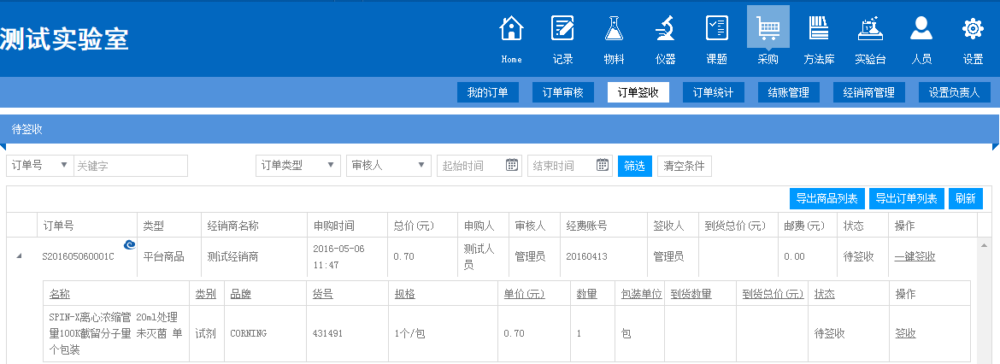 测试实验室
Home 记录 物料 仪器 课题 采购 方法库 实验台 人员 设置
我的订单 订单审核 订单签收 订单统计 结账管理 经销商管理 设置负责人
待签收
订单号 关键字 订单类型 审核人 起始时间 结束时间 筛选 清空条件
导出商品列表 导出订单列表 刷新
订单号 类型 经销商名称 申购时间 总价(元) 申购人 审核人 经费账号 签收人 到货总价(元) 邮费(元) 状态 操作
S201605060001C 平台商品 测试经销商 2016-05-06 11:47 0.70 测试人员 管理员 20160413 管理员 0.00 待签收 一键签收
名称 类别 品牌 货号 规格 单价(元) 数量 包装单位 到货数量 到货总价(元) 状态 操作
SPIN-X离心浓缩管 20ml处理
量100K截留分子量 未灭菌 单 试剂 CORNING 431491 1个/包 0.70 1 包 待签收 签收
个包装